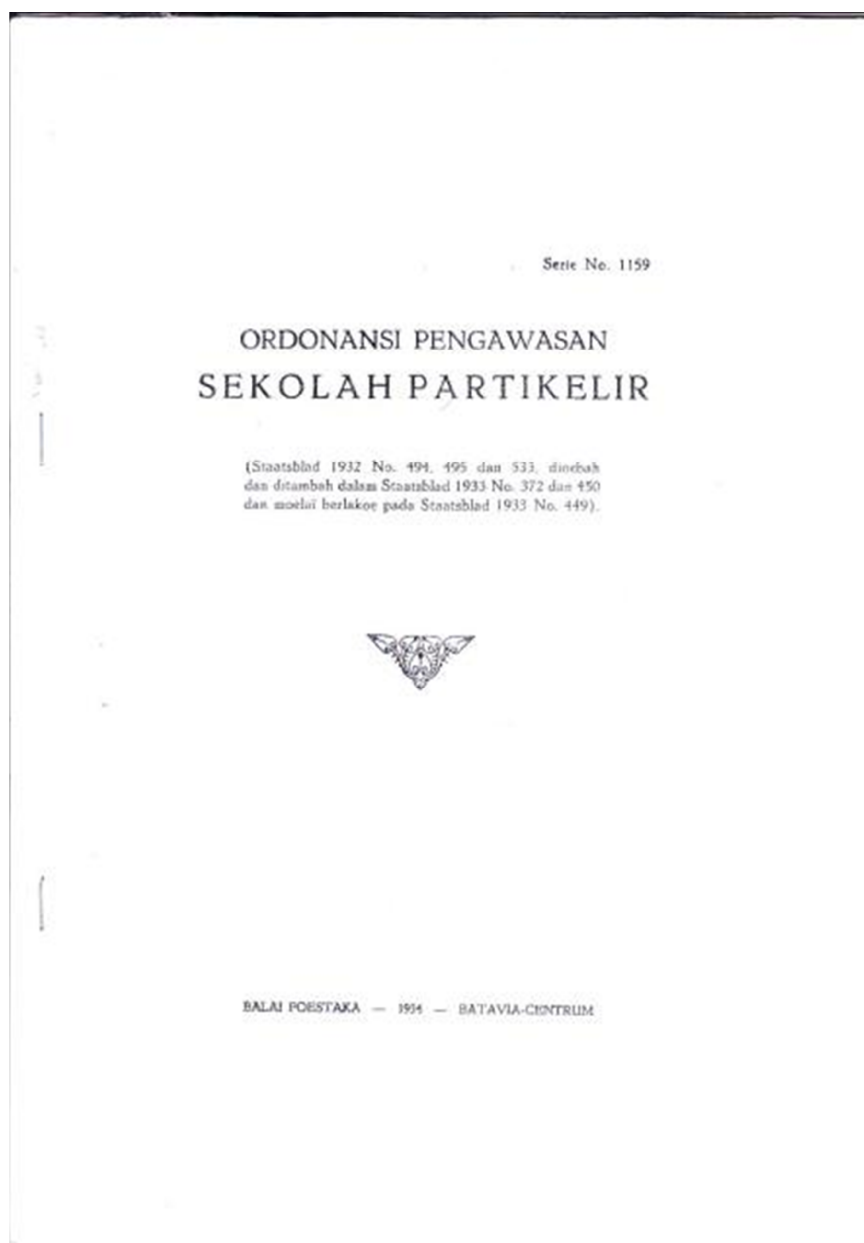 Serie No. 1159
ORDONANSI PENGAWASAN
SEKOLAH PARTIKELIR
(Staatsblad 1932 No. 494, 495 dan 533, dioebah
dan ditambah dalam Staatsblad 1933 No. 372 dan 450
dan moelai berlakoe pada Staatsblad 1933 No. 449).
BALAI POESTAKA — 1934 — BATAVIA-CENTRUM